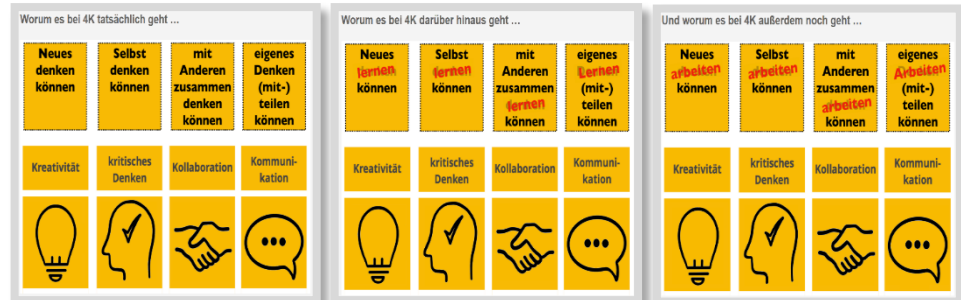 Worum es bei 4K tatsächlich geht ...
Neues
denken
können
Selbst
denken
können
mit
Anderen
zusammen
denken
können
eigenes
Denken
(mit-)
teilen
können
Kreativität
kritisches
Denken
Kollaboration
Kommuni-
kation
Worum es bei 4K darüber hinaus geht ...
Neues
lernen
können
Selbst
lernen
können
mit
Anderen
zusammen
lernen
können
eigenes
Lernen
(mit-)
teilen
können
Kreativität
kritisches
Denken
Kollaboration
Kommuni-
kation
Und worum es bei 4K außerdem noch geht ...
Neues
arbeiten
können
Selbst
arbeiten
können
mit
Anderen
zusammen
arbeiten
können
eigenes
Arbeiten
(mit-)
teilen
können
Kreativität
kritisches
Denken
Kollaboration
Kommuni-
kation